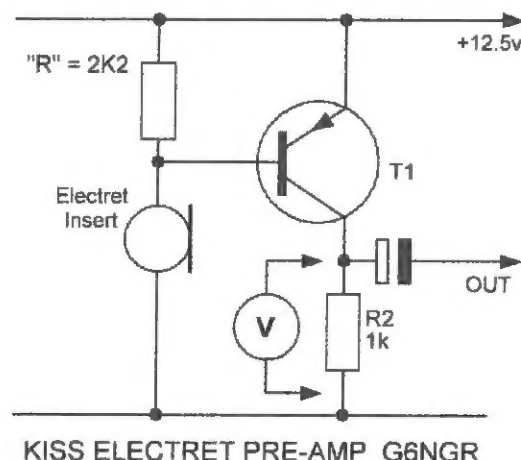 +12.5v
"R" = 2K2
T1
Electret
Insert
OUT
V
R2
1k
KISS ELECTRET PRE-AMP G6NGR